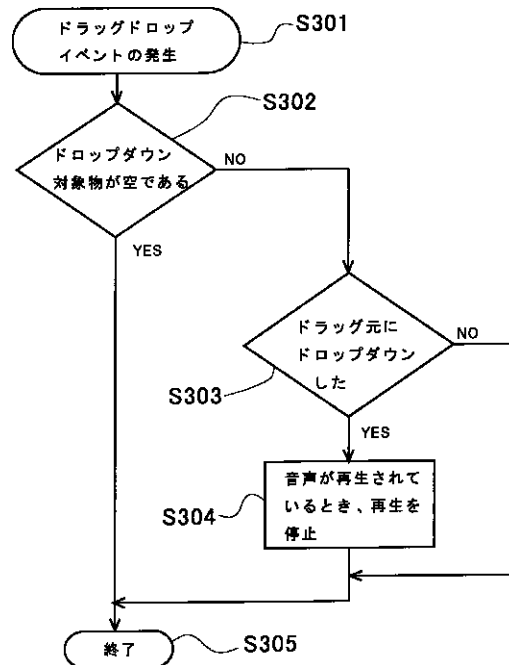 ドラッグドロップ
イベントの発生
S301
S302
ドロップダウン
対象物が空である
NO
YES
ドラッグ元に
ドロップダウン
した
NO
S303
YES
音声が再生されて
いるとき、再生を
停止
S304
終了
S305